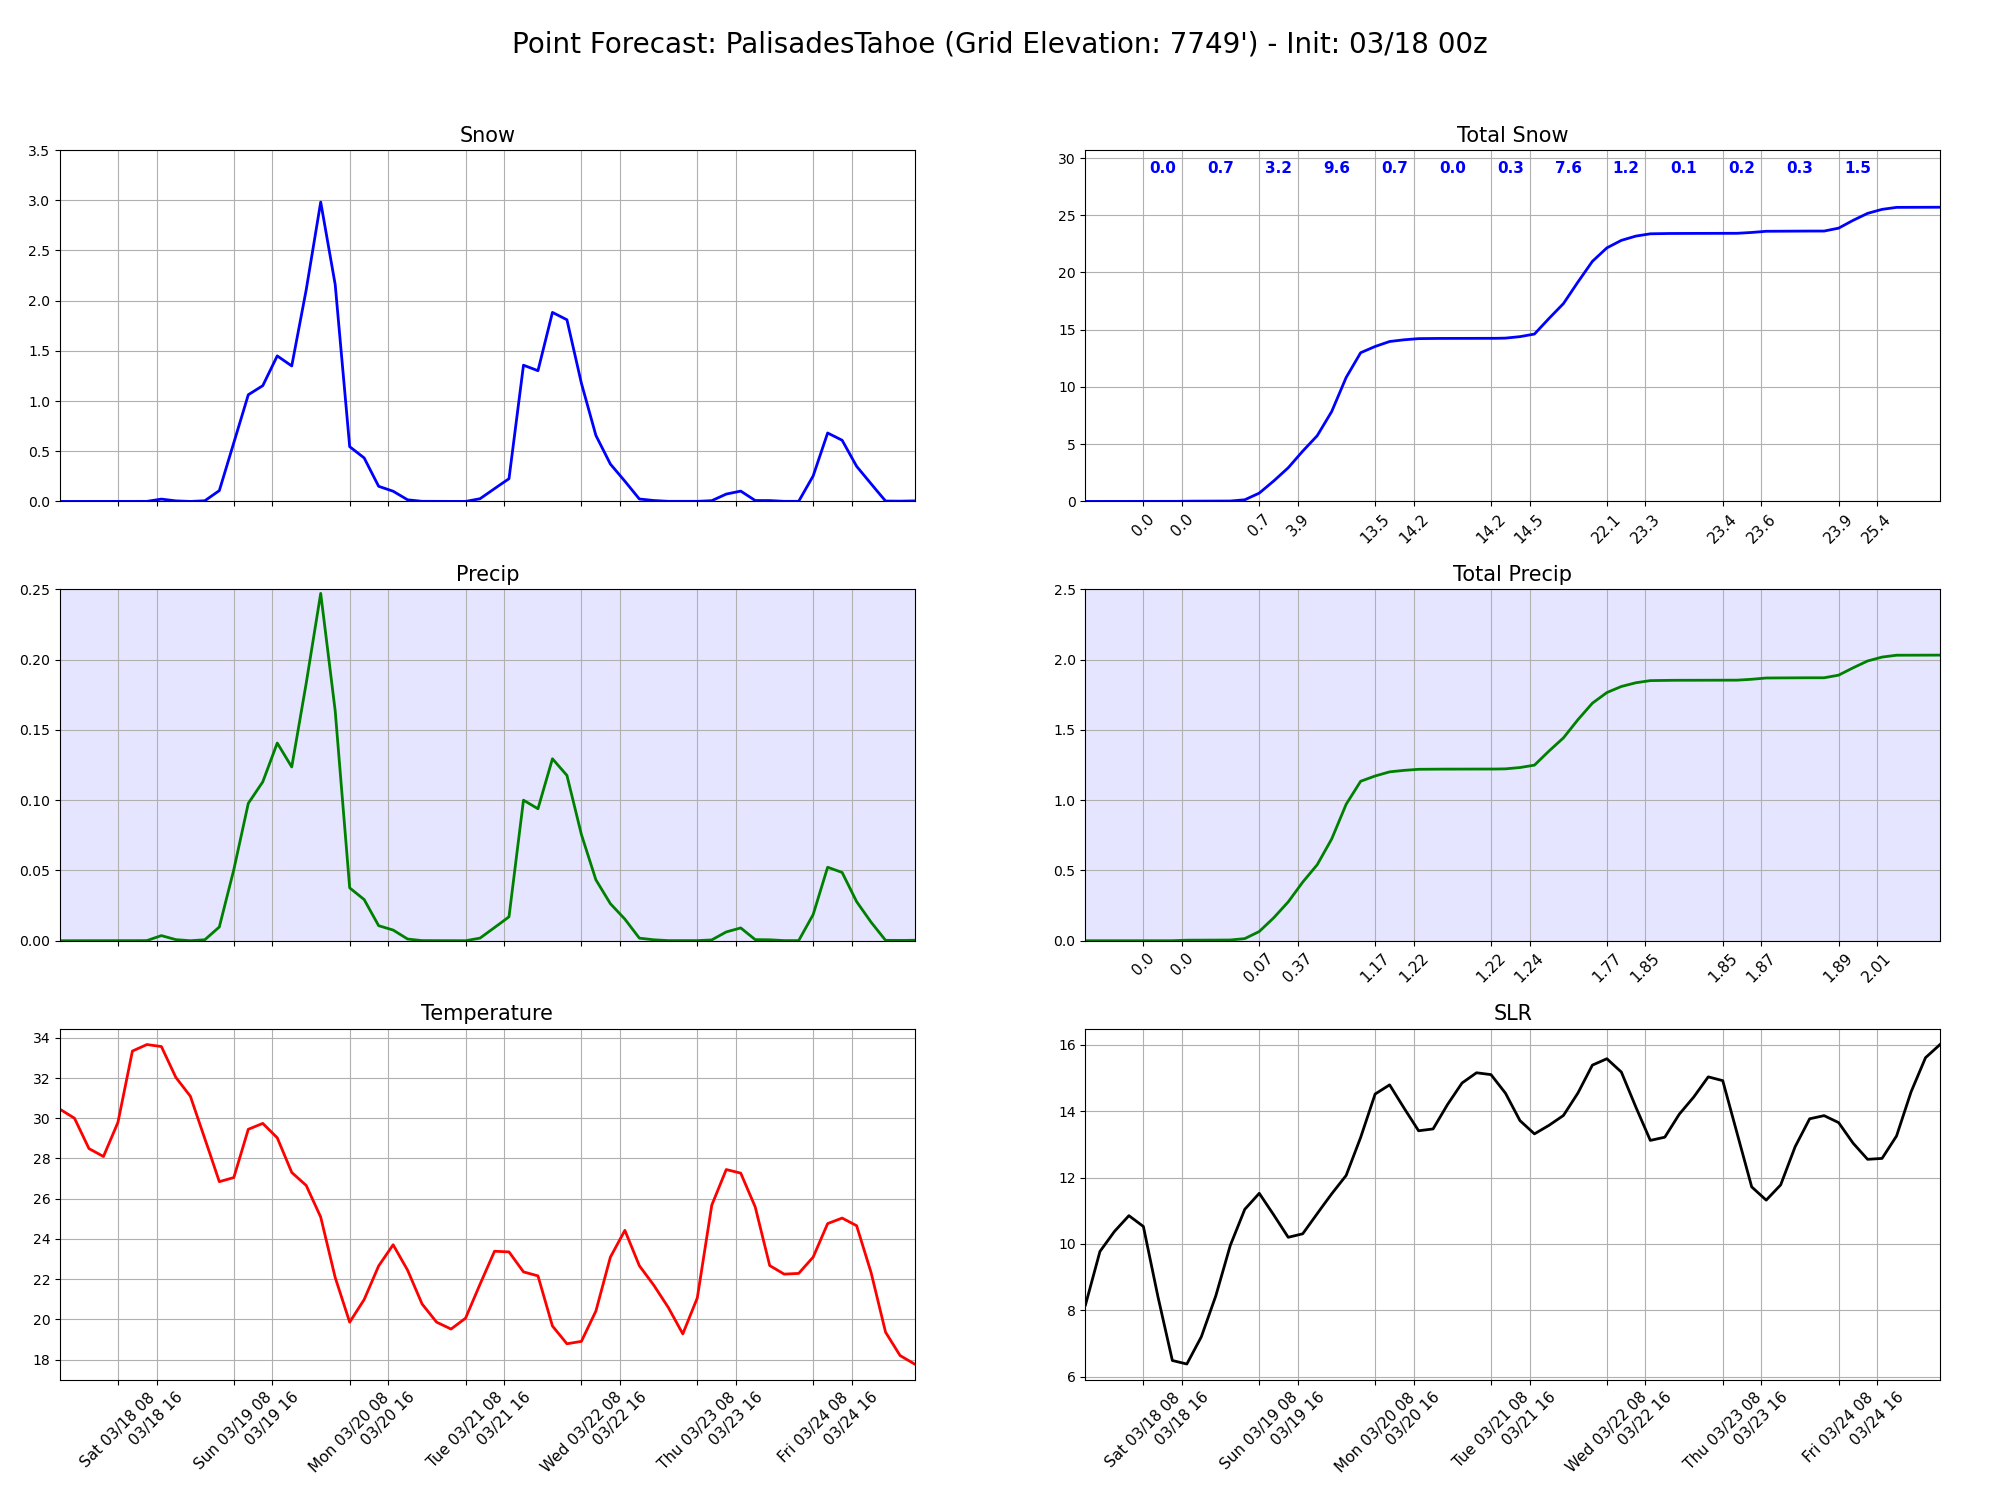 Point Forecast: PalisadesTahoe (Grid Elevation: 7749') - Init: 03/18 00z
Snow
3.5
3.0
2.5
2.0
1.5
1.0
0.5
0.0
Total Snow
30
25
20
15
10
5
0
0.0 0.7 3.2 9.6 0.7 0.0 0.3 7.6 1.2 0.1 0.2 0.3 1.5
0.0 0.0 0.7 3.9 13.5 14.2 14.2 14.5 22.1 23.3 23.4 23.6 23.9 25.4
Precip
0.25
0.20
0.15
0.10
0.05
0.00
Total Precip
2.5
2.0
1.5
1.0
0.5
0.0
0.0 0.0 0.07 0.37 1.17 1.22 1.22 1.24 1.77 1.85 1.85 1.87 1.89 2.01
Temperature
34
32
30
28
26
24
22
20
18
Sat 03/18 08
03/18 16
Sun 03/19 08
03/19 16
Mon 03/20 08
03/20 16
Tue 03/21 08
03/21 16
Wed 03/22 08
03/22 16
Thu 03/23 08
03/23 16
Fri 03/24 08
03/24 16
SLR
16
14
12
10
8
6
Sat 03/18 08
03/18 16
Sun 03/19 08
03/19 16
Mon 03/20 08
03/20 16
Tue 03/21 08
03/21 16
Wed 03/22 08
03/22 16
Thu 03/23 08
03/23 16
Fri 03/24 08
03/24 16